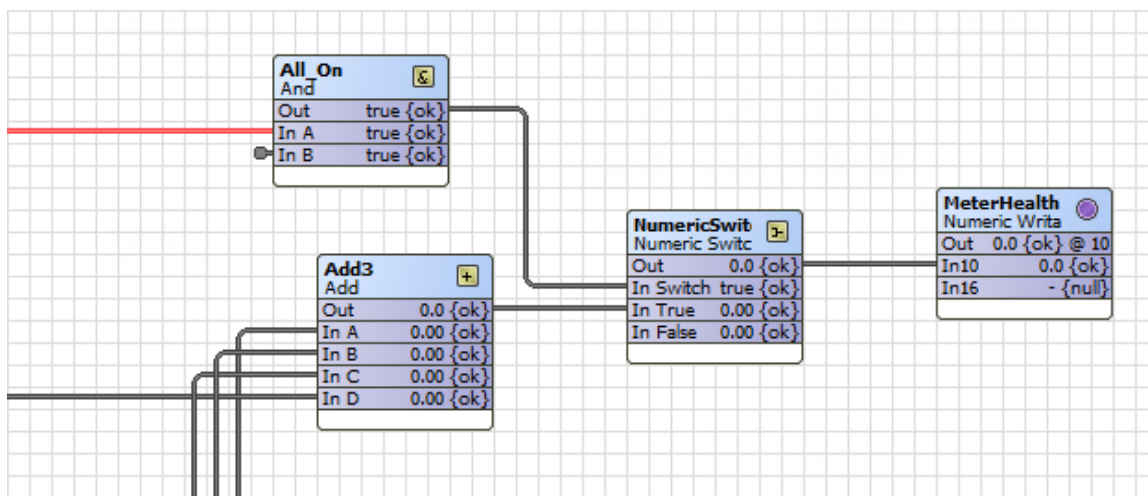 All_On
And
Out true {ok}
In A true {ok}
In B true {ok}
Add3
Add
Out 0.0 {ok}
In A 0.00 {ok}
In B 0.00 {ok}
In C 0.00 {ok}
In D 0.00 {ok}
NumericSwit
Numeric Switc
Out 0.0 {ok}
In Switch true {ok}
In True 0.00 {ok}
In False 0.00 {ok}
MeterHealth
Numeric Writa
Out 0.0 {ok} @ 10
In10 0.0 {ok}
In16 - {null}